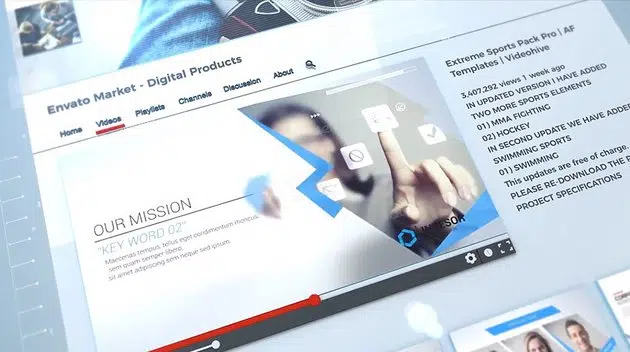 Envato Market - Digital Products
Home Videos Playlists Channels Discussion About
OUR MISSION
"KEY WORD 02"
Maecenas tempus, tellus eget condimentum rhoncus,
sem quam semper libero,
sit amet adipiscing sem neque sed ipsum.
Extreme Sports Pack Pro | AF
Templates | Videohive
3,407,292 views 1 week ago
IN UPDATED VERSION I HAVE ADDED
TWO MORE SPORTS ELEMENTS
01) MMA FIGHTING
02) HOCKEY
IN SECOND UPDATE WE HAVE ADDED
SWIMMING SPORTS
01) SWIMMING
This updates are free of charge.
PLEASE RE-DOWNLOAD THE
PROJECT SPECIFICATIONS